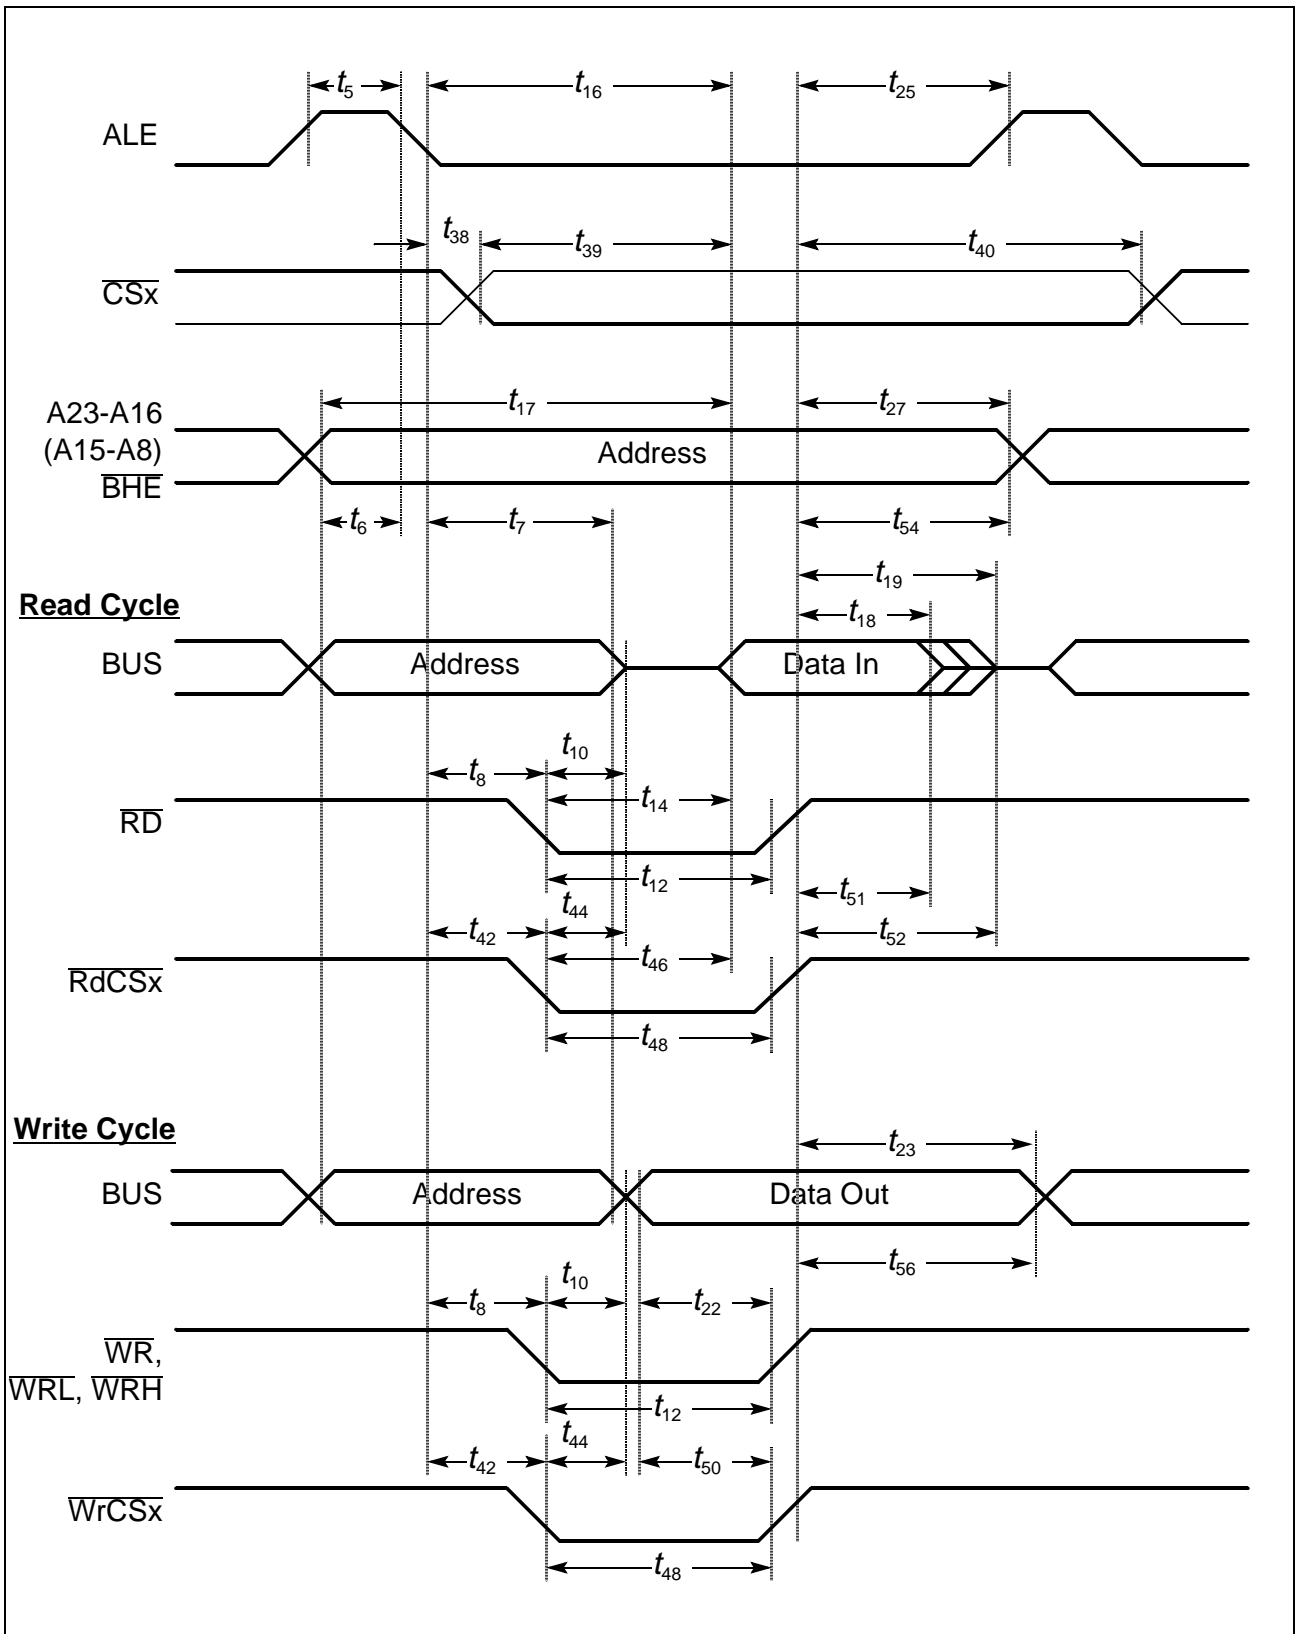 t5 t16 t25
ALE
t38 t39 t40
CSx
t17 t27
A23-A16
(A15-A8)
BHE
Address
t6 t7 t54
t19
Read Cycle
t18
BUS Address Data In
t10
t8
t14
RD
t12 t51
t44
t42 t52
t46
RdCSx
t48
Write Cycle
t23
BUS Address Data Out
t56
t10
t8 t22
WR,
WRL, WRH
t12
t44
t42 t50
WrCSx
t48